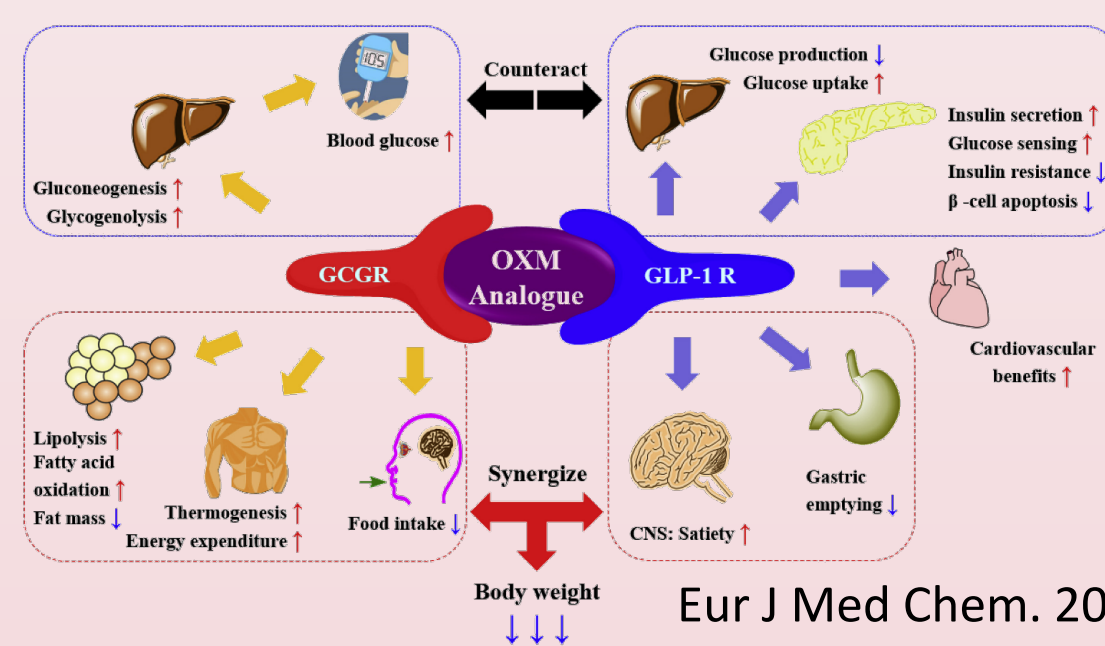 Counteract
Blood glucose ↑
Gluconeogenesis ↑
Glycogenolysis ↑
105
Glucose production ↓
Glucose uptake ↑
Insulin secretion ↑
Glucose sensing ↑
Insulin resistance ↓
β -cell apoptosis ↓
GCGR
OXM
Analogue
GLP-1 R
Cardiovascular
benefits ↑
Lipolysis ↑
Fatty acid
oxidation ↑
Fat mass ↓
Thermogenesis ↑
Energy expenditure ↑
Food intake ↓
Synergize
CNS: Satiety ↑
Gastric
emptying ↓
Body weight
↓ ↓ ↓
Eur J Med Chem. 20